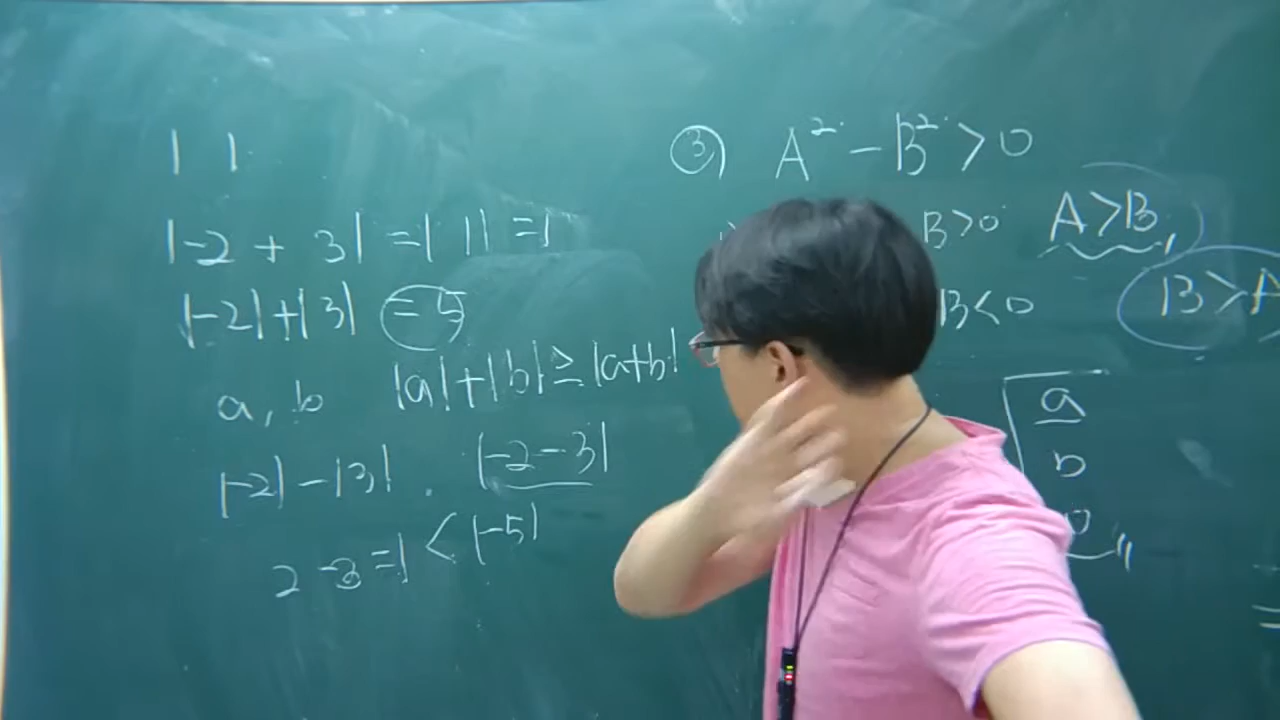 | |
|-2 + 3| = |1| = 1
|-2|+|3| = 5
a, b |a|+|b| ≥ |a+b|
|-2| - |3| . |-2-3|
2-3=1 < |-5|
③ A² - B² > 0
B>0 A>B,
B<0 B>A
a
b